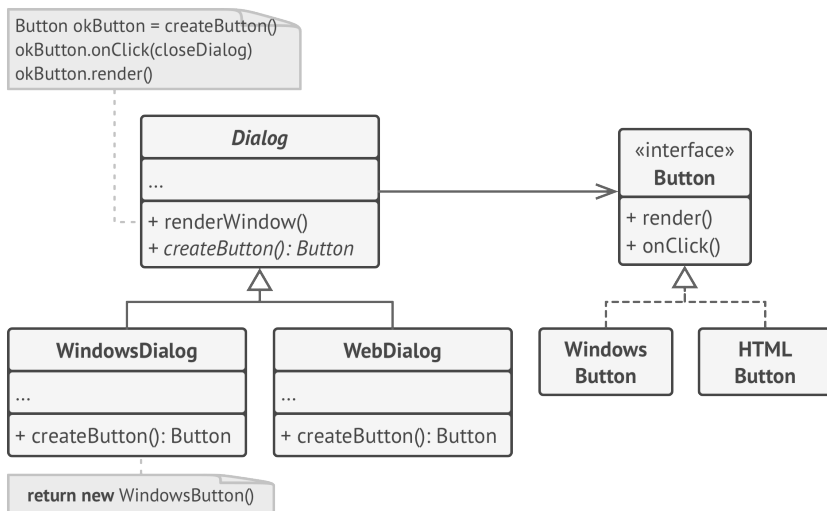 Button okButton = createButton()
okButton.onClick(closeDialog)
okButton.render()
Dialog
...
+ renderWindow()
+ createButton(): Button
«interface»
Button
+ render()
+ onClick()
WindowsDialog
...
+ createButton(): Button
WebDialog
...
+ createButton(): Button
Windows
Button
HTML
Button
return new WindowsButton()